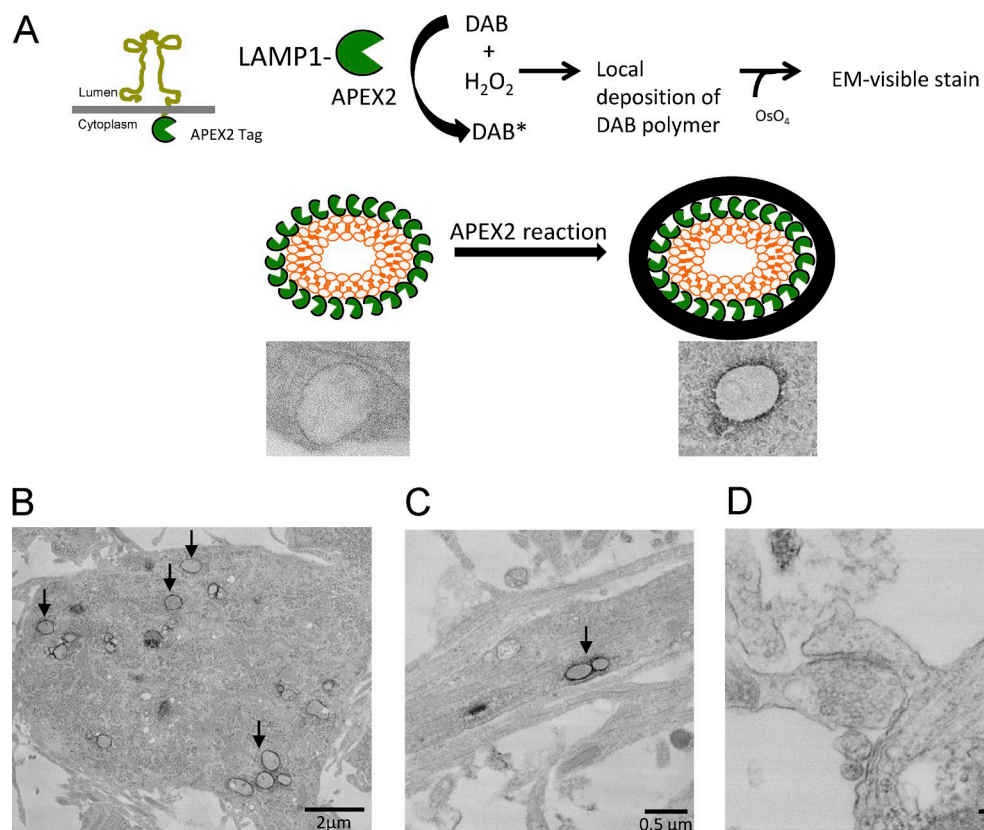 A
Lumen
Cytoplasm
APEX2 Tag
LAMP1-
APEX2
DAB
+
H₂O₂
DAB*
Local
deposition of
DAB polymer
OsO₄
EM-visible stain
APEX2 reaction
B
C
D
2μm
0.5 μm